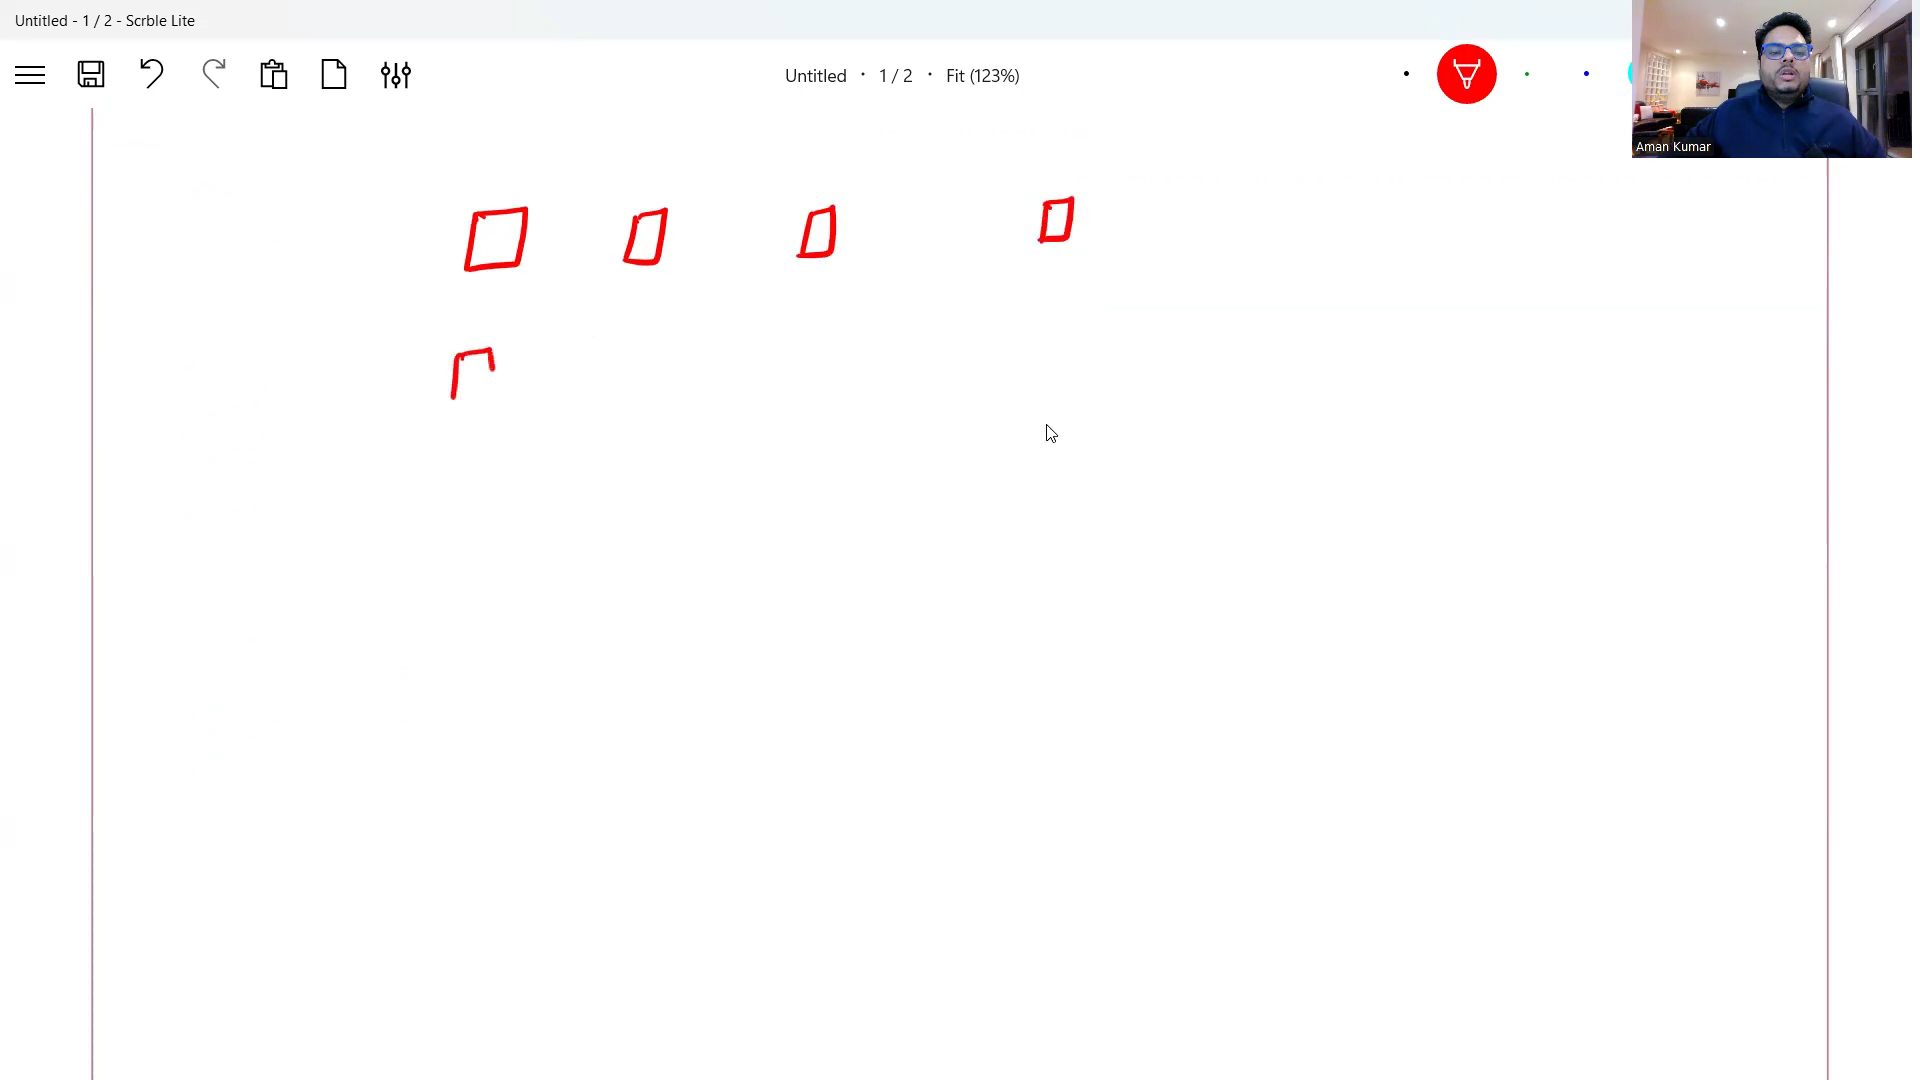 Untitled - 1 / 2 - Scrble Lite
Untitled · 1 / 2 · Fit (123%)
Aman Kumar